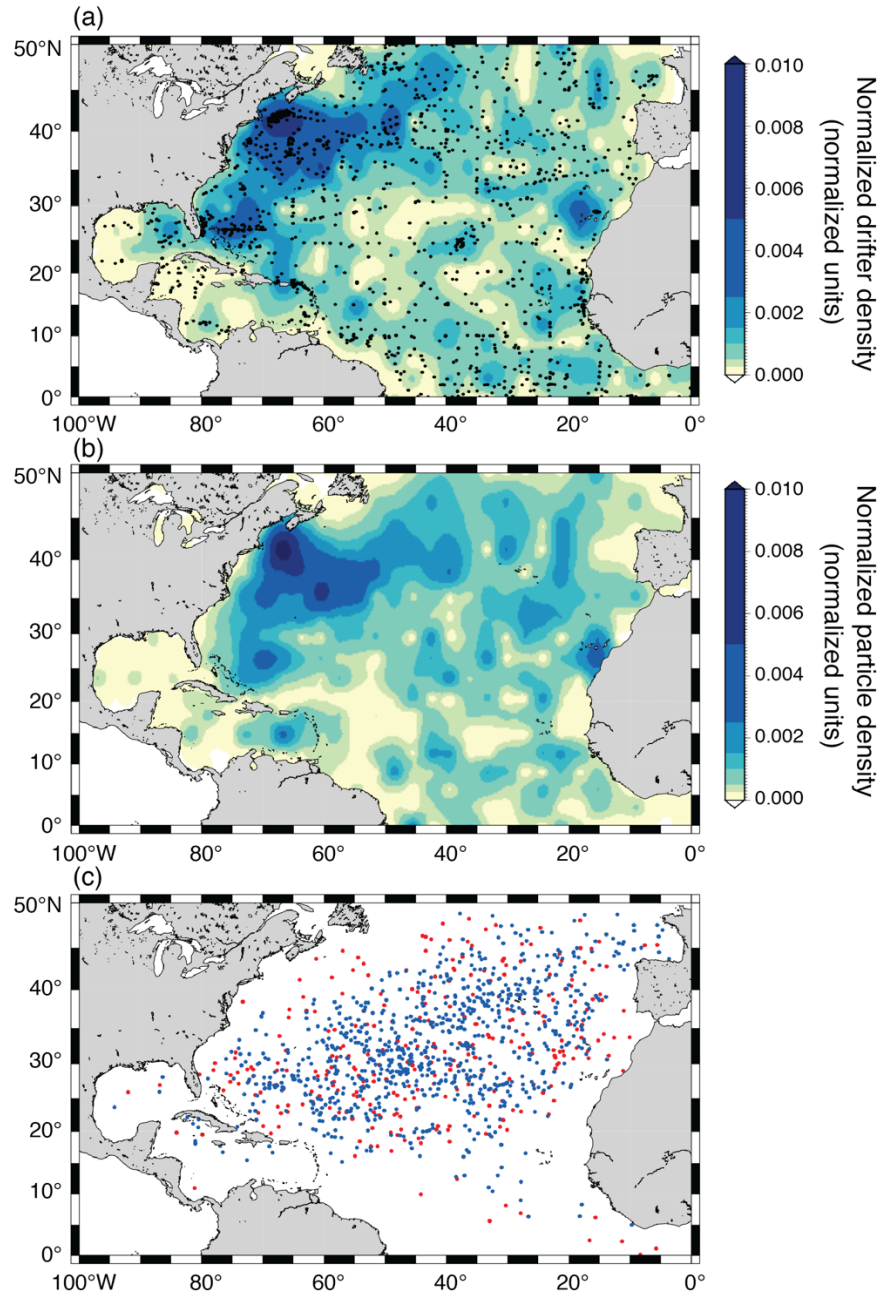 (a)
50°N
40°
30°
20°
10°
0°
100°W 80° 60° 40° 20° 0°
0.010
0.008
0.006
0.004
0.002
0.000
Normalized drifter density
(normalized units)
(b)
50°N
40°
30°
20°
10°
0°
100°W 80° 60° 40° 20° 0°
0.010
0.008
0.006
0.004
0.002
0.000
Normalized particle density
(normalized units)
(c)
50°N
40°
30°
20°
10°
0°
100°W 80° 60° 40° 20° 0°